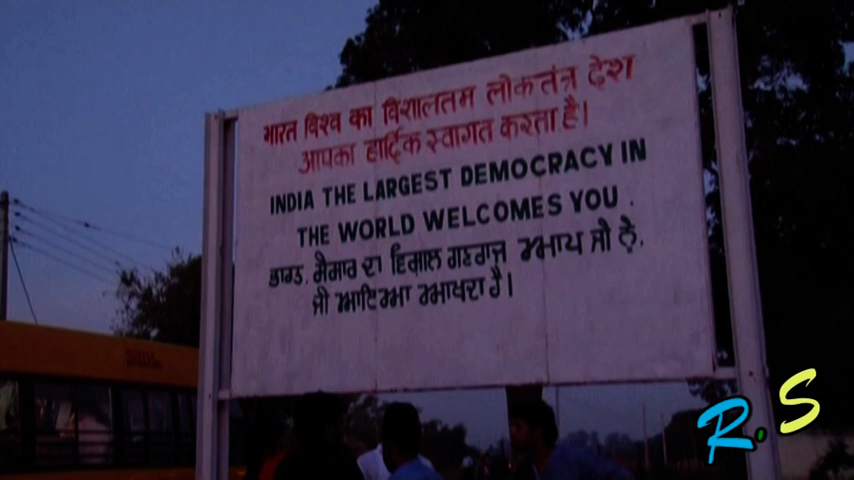 भारत विश्व का विशालतम लोकतंत्र देश
आपका हार्दिक स्वागत करता है।
INDIA THE LARGEST DEMOCRACY IN
THE WORLD WELCOMES YOU .
ਭਾਰਤ, ਸੰਸਾਰ ਦਾ ਵਿਸ਼ਾਲ ਗਣਰਾਜ ਆਪ ਜੀ ਨੂੰ,
ਜੀ ਆਇਆ ਆਖਦਾ ਹੈ।
R.S